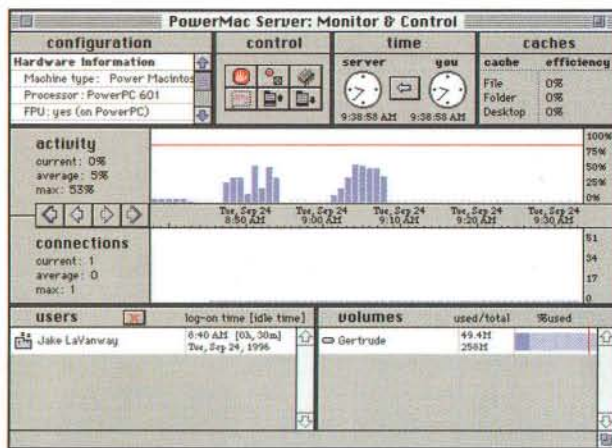 PowerMac Server: Monitor & Control
configuration
Hardware Information
Machine type: Power Macintos
Processor: PowerPC 601
FPU: yes (on PowerPC)
control
time
server you
9:38:58 AM 9:38:58 AM
caches
cache efficiency
File 0%
Folder 0%
Desktop 0%
activity
current: 0%
average: 5%
max: 53%
100%
75%
50%
25%
0%
Tue, Sep 24 Tue, Sep 24 Tue, Sep 24 Tue, Sep 24 Tue, Sep 24
8:50 AM 9:00 AM 9:10 AM 9:20 AM 9:30 AM
connections
current: 1
average: 0
max: 1
51
34
17
0
users log-on time [idle time]
Jake LaVanway 8:40 AM [0h, 30m]
Tue, Sep 24, 1996
volumes used/total %used
Gertrude 49.4M
258M